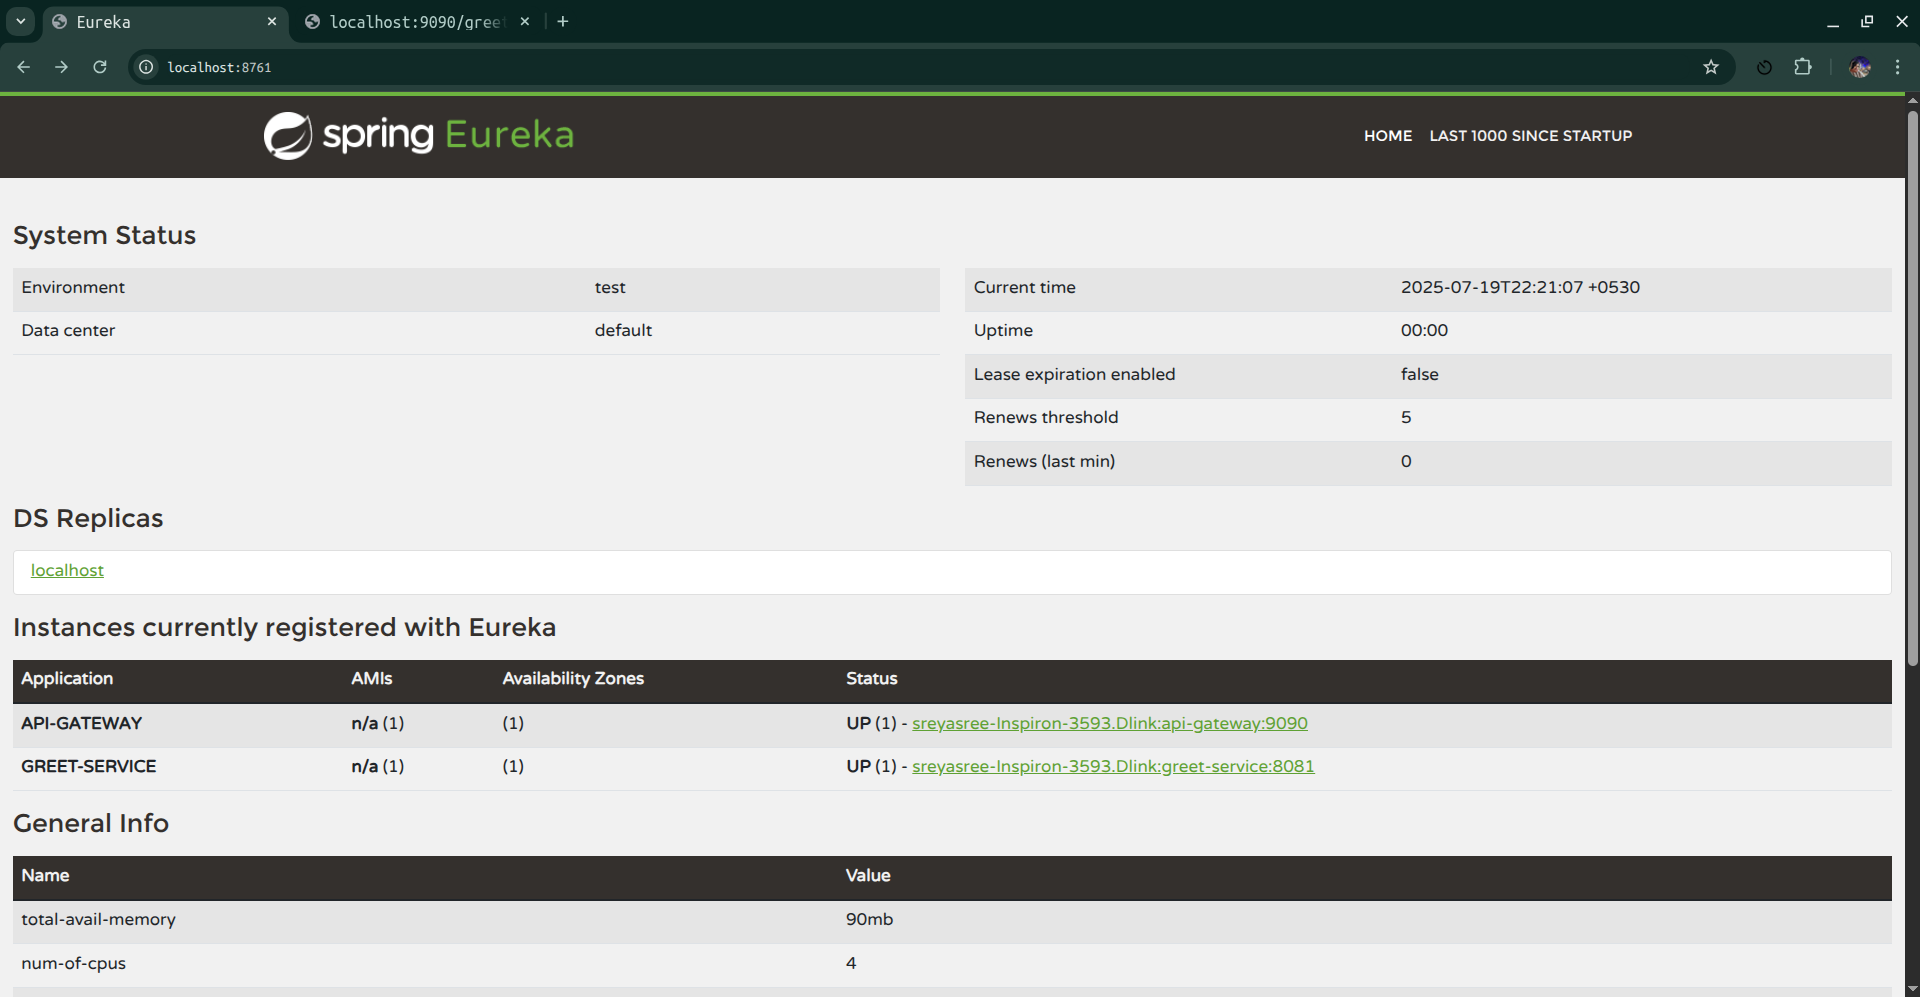 Eureka
localhost:9090/gree
localhost:8761
spring Eureka
HOME LAST 1000 SINCE STARTUP
System Status
Environment test
Data center default
Current time 2025-07-19T22:21:07 +0530
Uptime 00:00
Lease expiration enabled false
Renews threshold 5
Renews (last min) 0
DS Replicas
localhost
Instances currently registered with Eureka
Application AMIs Availability Zones Status
API-GATEWAY n/a (1) (1) UP (1) - sreyasree-Inspiron-3593.Dlink:api-gateway:9090
GREET-SERVICE n/a (1) (1) UP (1) - sreyasree-Inspiron-3593.Dlink:greet-service:8081
General Info
Name Value
total-avail-memory 90mb
num-of-cpus 4